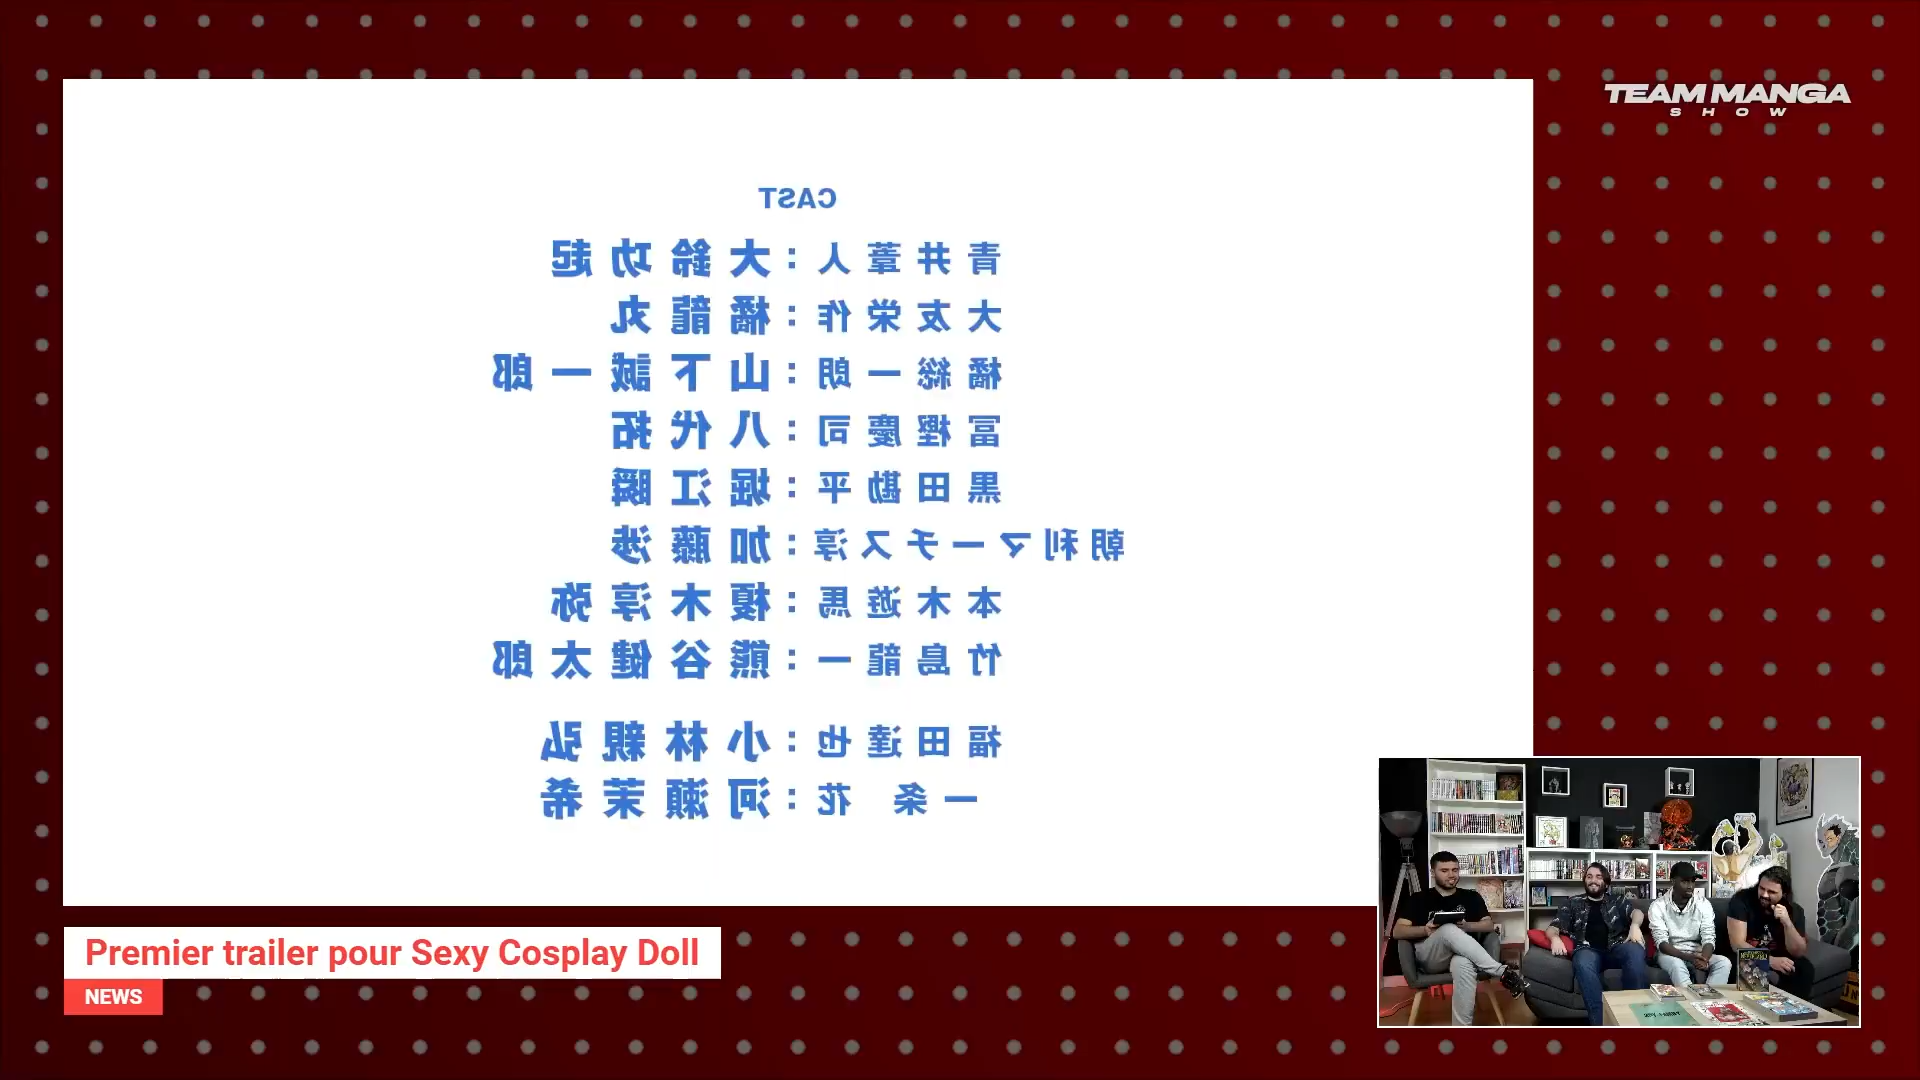 TEAM MANGA
SHOW
CAST
青井葦人：大鈴功起
大友栄作：橘龍丸
橘総一朗：山下誠一郎
冨樫慶司：八代拓
黒田勘平：堀江瞬
朝利マーチス淳：加藤渉
本木遊馬：榎木淳弥
竹島龍一：熊谷健太郎
福田達也：小林親弘
一条 花：河瀬茉希
Premier trailer pour Sexy Cosplay Doll
NEWS